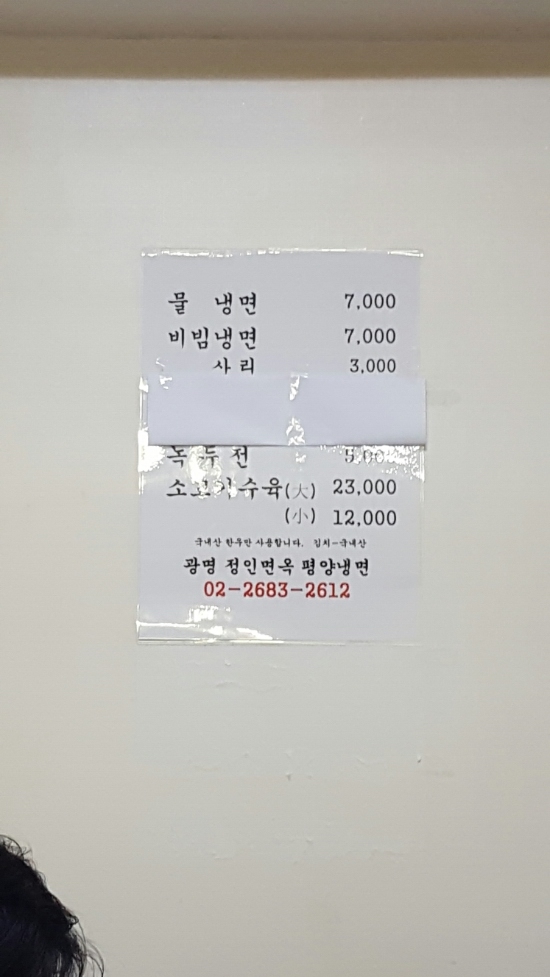 물 냉면 7,000
비빔냉면 7,000
사리 3,000
녹두전 5,000
소고기수육(大) 23,000
(小) 12,000
국내산 한우만 사용합니다. 김치-국내산
광명 정인면옥 평양냉면
02-2683-2612